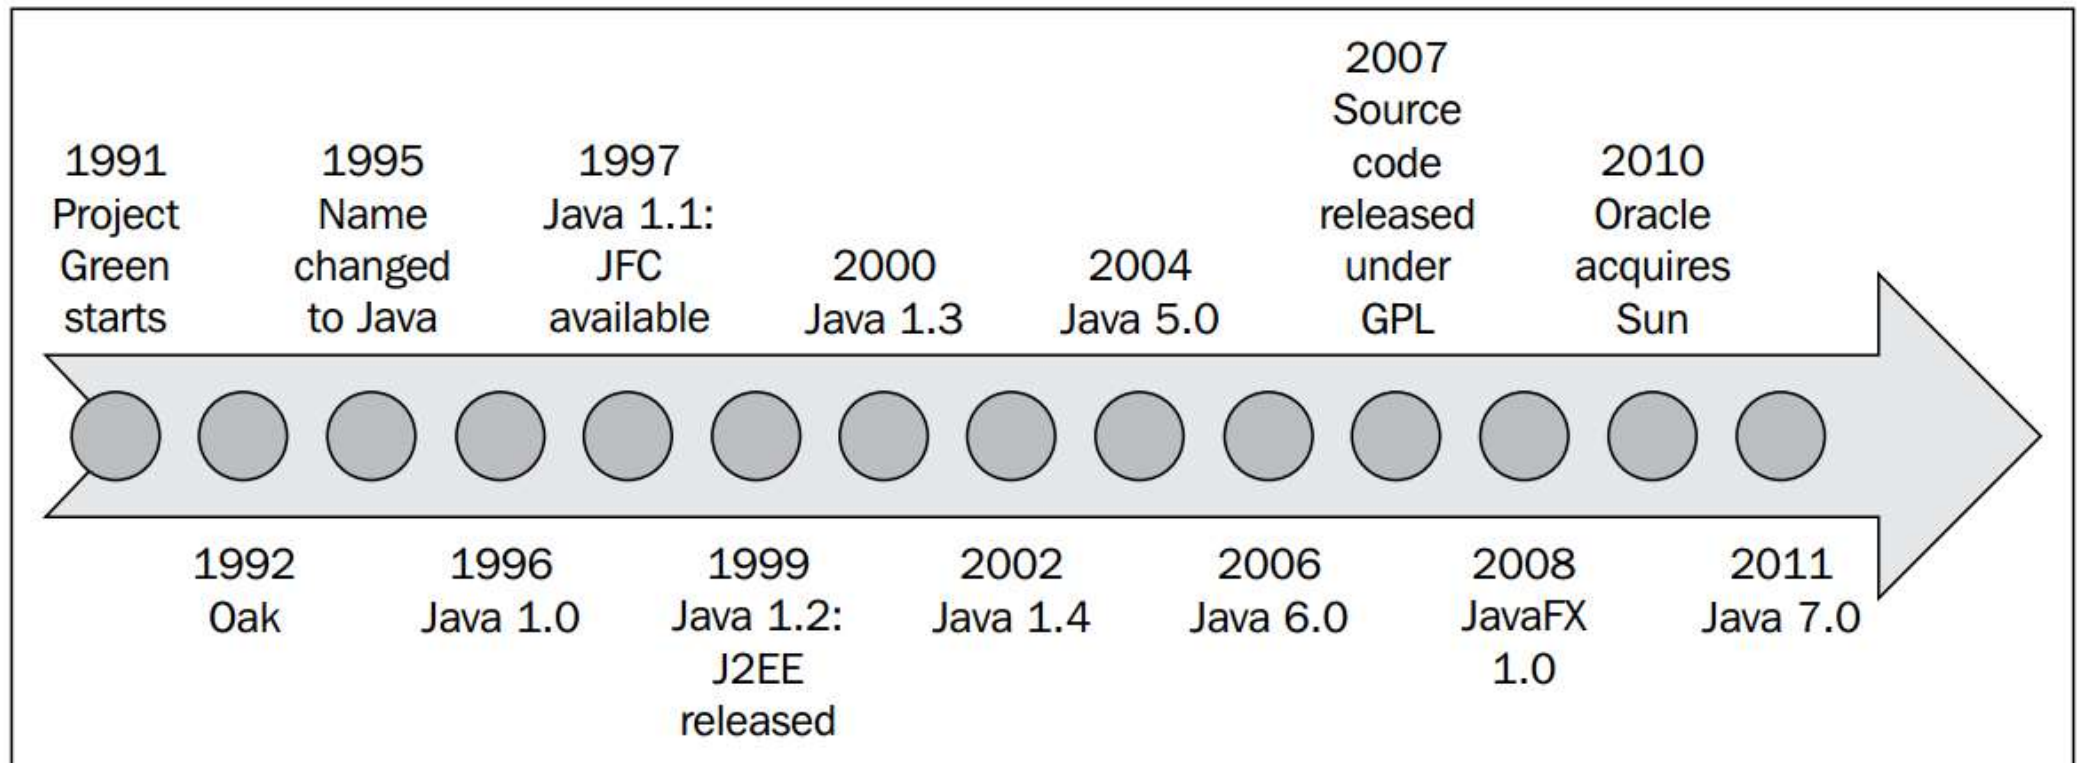 1991
Project
Green
starts
1992
Oak
1995
Name
changed
to Java
1996
Java 1.0
1997
Java 1.1:
JFC
available
1999
Java 1.2:
J2EE
released
2000
Java 1.3
2002
Java 1.4
2004
Java 5.0
2006
Java 6.0
2007
Source
code
released
under
GPL
2008
JavaFX
1.0
2010
Oracle
acquires
Sun
2011
Java 7.0